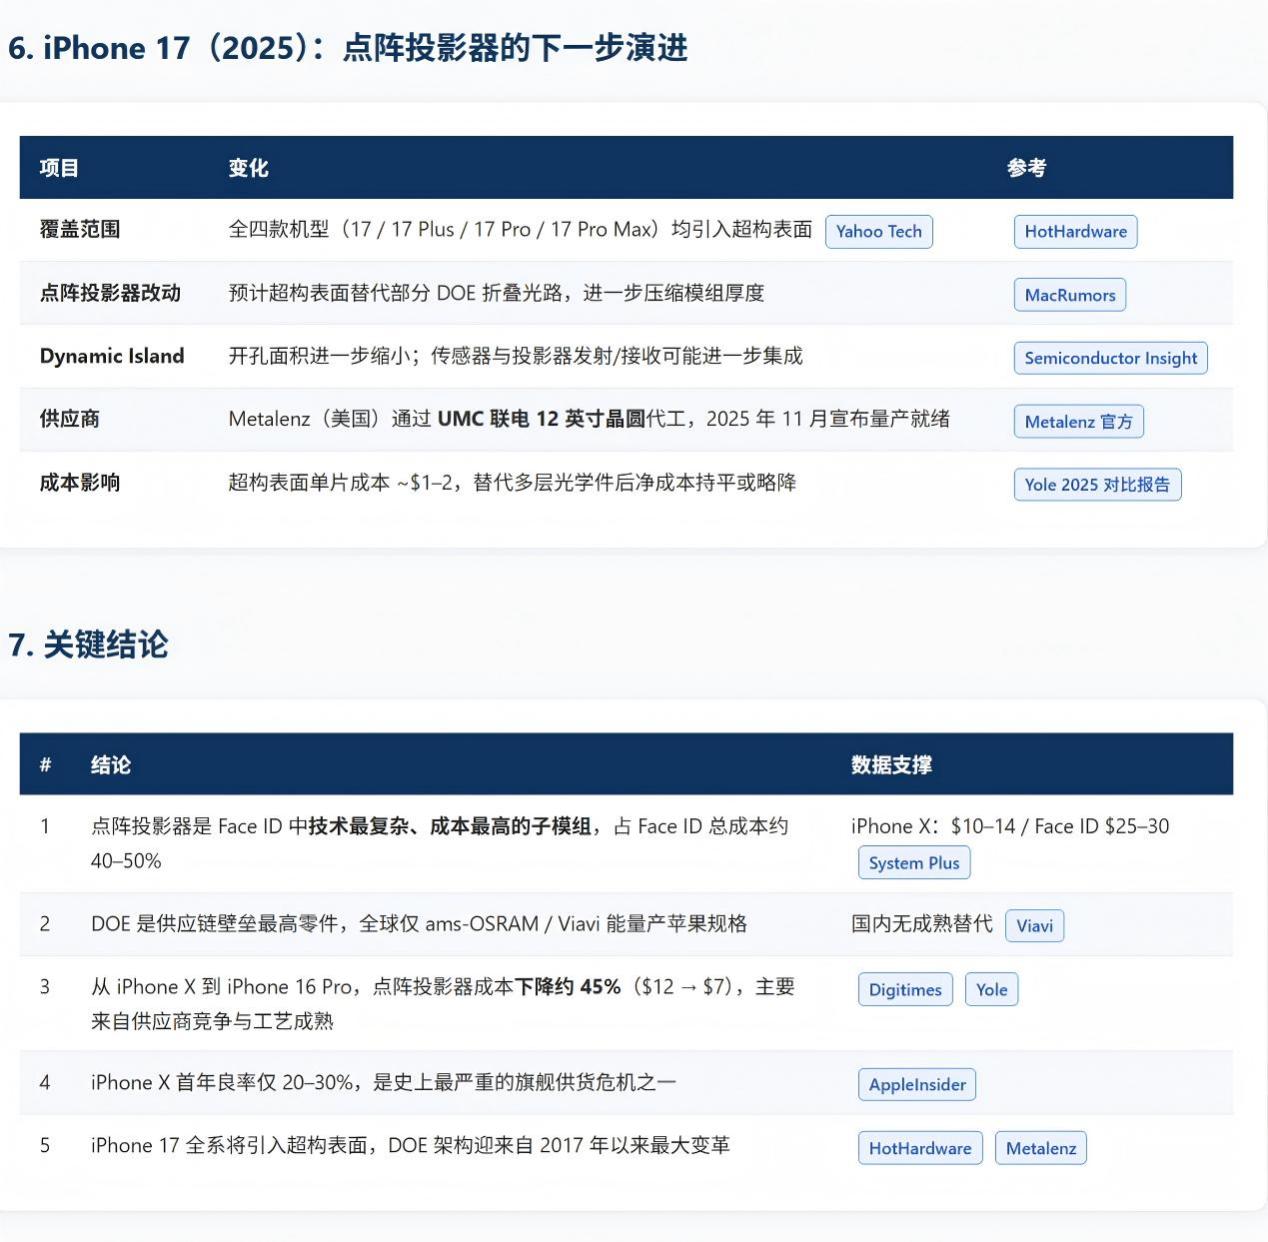 6. iPhone 17（2025）：点阵投影器的下一步演进
项目 变化 参考
覆盖范围 全四款机型（17 / 17 Plus / 17 Pro / 17 Pro Max）均引入超构表面 Yahoo Tech HotHardware
点阵投影器改动 预计超构表面替代部分 DOE 折叠光路，进一步压缩模组厚度 MacRumors
Dynamic Island 开孔面积进一步缩小；传感器与投影器发射/接收可能进一步集成 Semiconductor Insight
供应商 Metalenz（美国）通过 UMC 联电 12 英寸晶圆代工，2025 年 11 月宣布量产就绪 Metalenz 官方
成本影响 超构表面单片成本 ~$1–2，替代多层光学件后净成本持平或略降 Yole 2025 对比报告
7. 关键结论
# 结论 数据支撑
1 点阵投影器是 Face ID 中技术最复杂、成本最高的子模组，占 Face ID 总成本约 iPhone X：$10–14 / Face ID $25–30
40–50% System Plus
2 DOE 是供应链壁垒最高零件，全球仅 ams-OSRAM / Viavi 能量产苹果规格 国内无成熟替代 Viavi
3 从 iPhone X 到 iPhone 16 Pro，点阵投影器成本下降约 45%（$12 → $7），主要 Digitimes Yole
来自供应商竞争与工艺成熟
4 iPhone X 首年良率仅 20–30%，是史上最严重的旗舰供货危机之一 AppleInsider
5 iPhone 17 全系将引入超构表面，DOE 架构迎来自 2017 年以来最大变革 HotHardware Metalenz